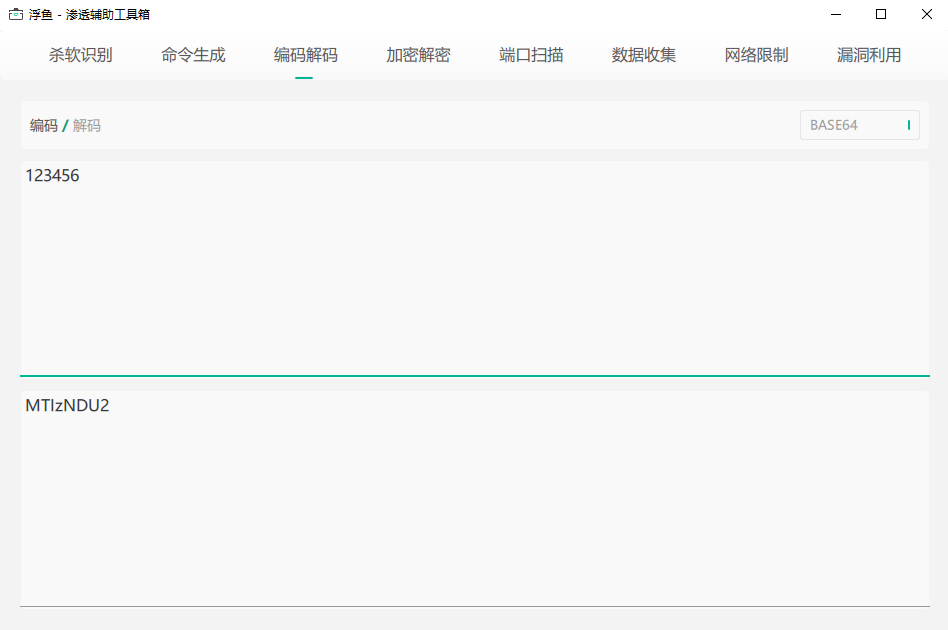 浮鱼 - 渗透辅助工具箱
杀软识别 命令生成 编码解码 加密解密 端口扫描 数据收集 网络限制 漏洞利用
编码 / 解码 BASE64
123456
MTIzNDU2